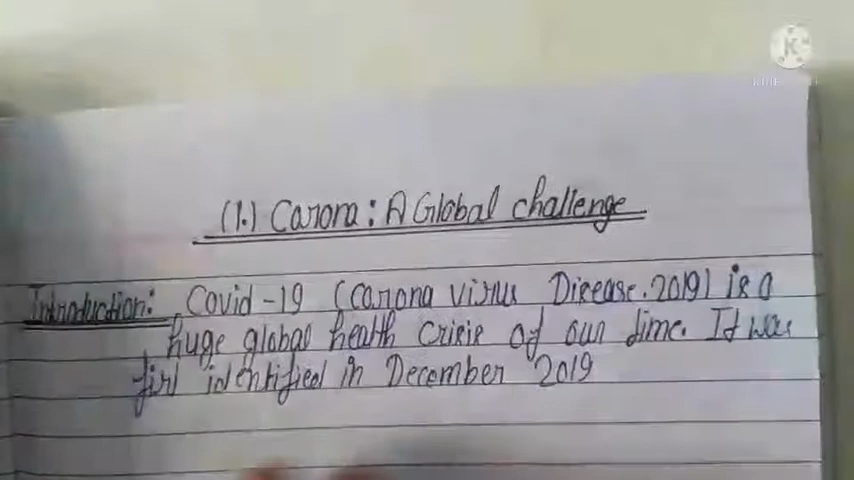 (1.) Carona: A Global challenge
Introduction: Covid-19 (Carona virus Disease.2019) is a
huge global health Crisis of our time. It was
first identified in December 2019